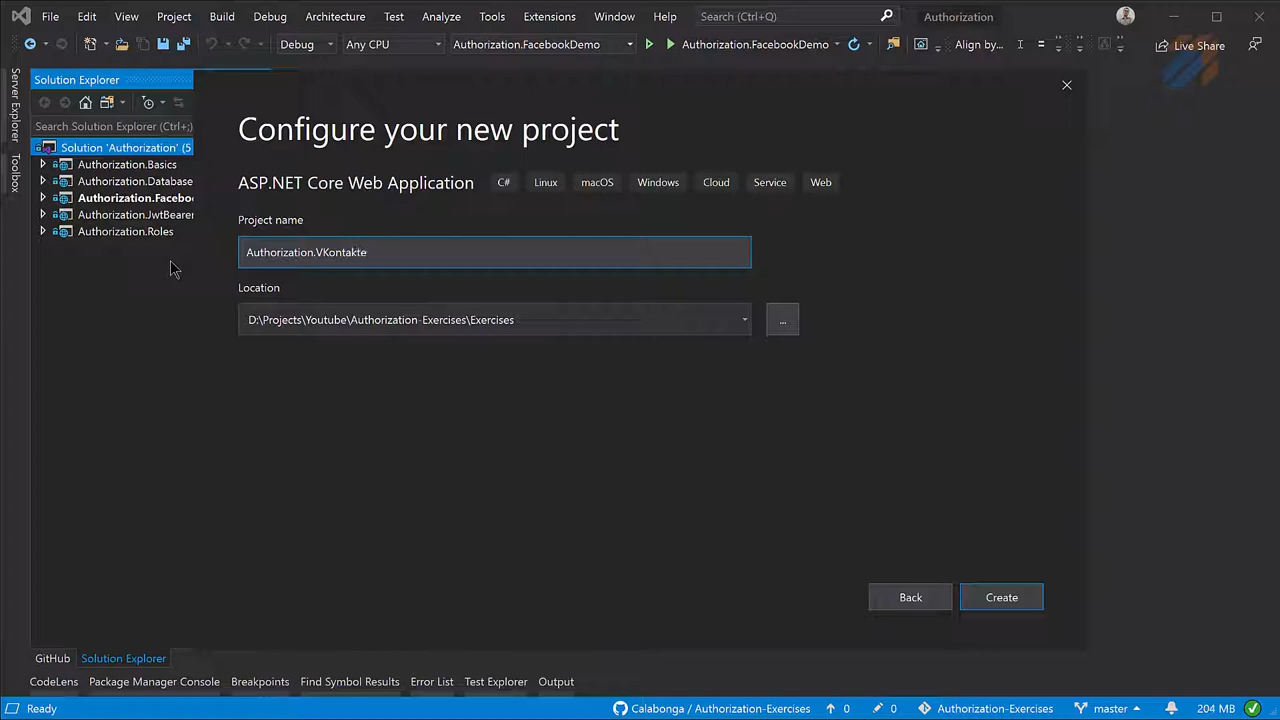 File Edit View Project Build Debug Architecture Test Analyze Tools Extensions Window Help Search (Ctrl+Q) Authorization
Debug Any CPU Authorization.FacebookDemo Authorization.FacebookDemo Align by... Live Share
Server Explorer
Toolbox
Solution Explorer
Search Solution Explorer (Ctrl+;)
Solution 'Authorization' (5
Authorization.Basics
Authorization.Database
Authorization.Facebo
Authorization.JwtBearer
Authorization.Roles
Configure your new project
ASP.NET Core Web Application C# Linux macOS Windows Cloud Service Web
Project name
Authorization.VKontakte
Location
D:\Projects\Youtube\Authorization-Exercises\Exercises
...
Back Create
GitHub Solution Explorer
CodeLens Package Manager Console Breakpoints Find Symbol Results Error List Test Explorer Output
Ready Calabonga / Authorization-Exercises 0 0 Authorization-Exercises master 204 MB